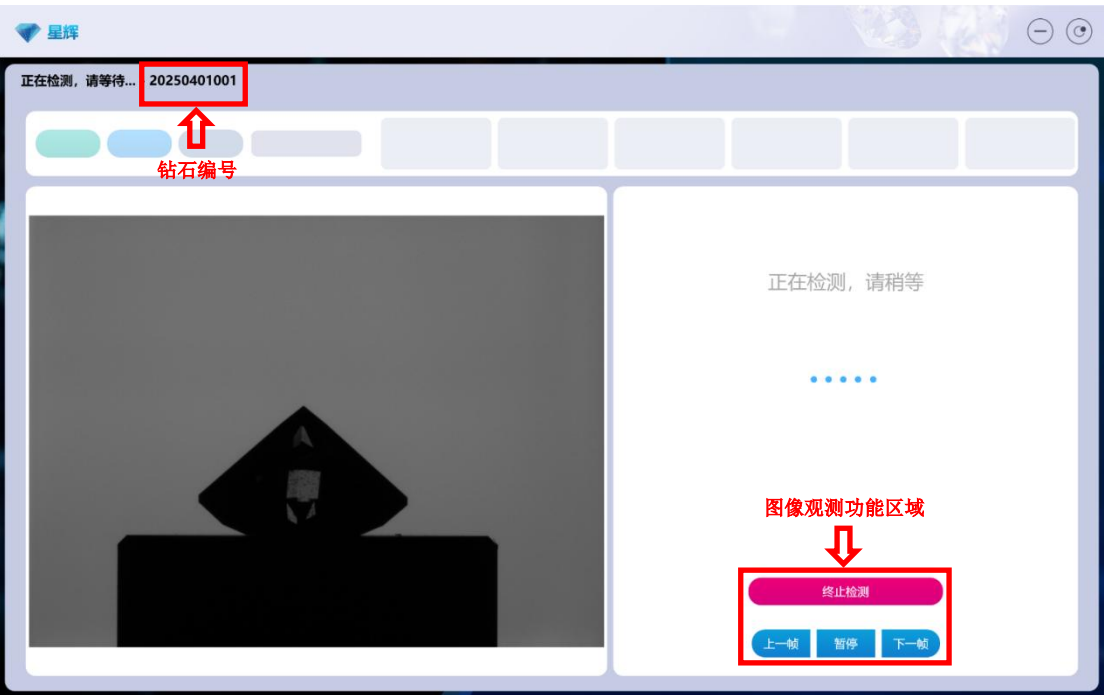 星辉
正在检测，请等待... 20250401001
钻石编号
正在检测，请稍等
图像观测功能区域
终止检测
上一帧 暂停 下一帧